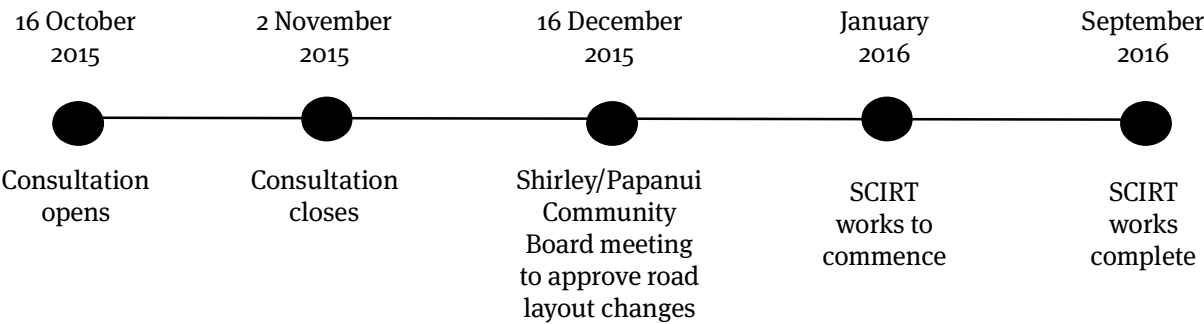 16 October
2015
2 November
2015
16 December
2015
January
2016
September
2016
Consultation
opens
Consultation
closes
Shirley/Papanui
Community
Board meeting
to approve road
layout changes
SCIRT
works to
commence
SCIRT
works
complete